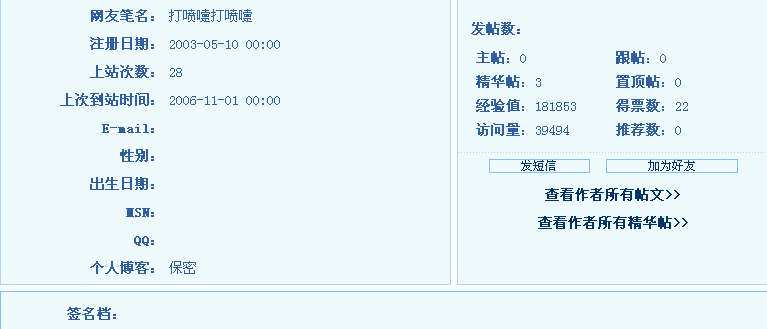 网友笔名: 打喷嚏打喷嚏
注册日期: 2003-05-10 00:00
上站次数: 28
上次到站时间: 2006-11-01 00:00
E-mail:
性别:
出生日期:
MSN:
QQ:
个人博客: 保密
发帖数:
主帖: 0 跟帖: 0
精华帖: 3 置顶帖: 0
经验值: 181853 得票数: 22
访问量: 39494 推荐数: 0
发短信 加为好友
查看作者所有帖文>>
查看作者所有精华帖>>
签名档: